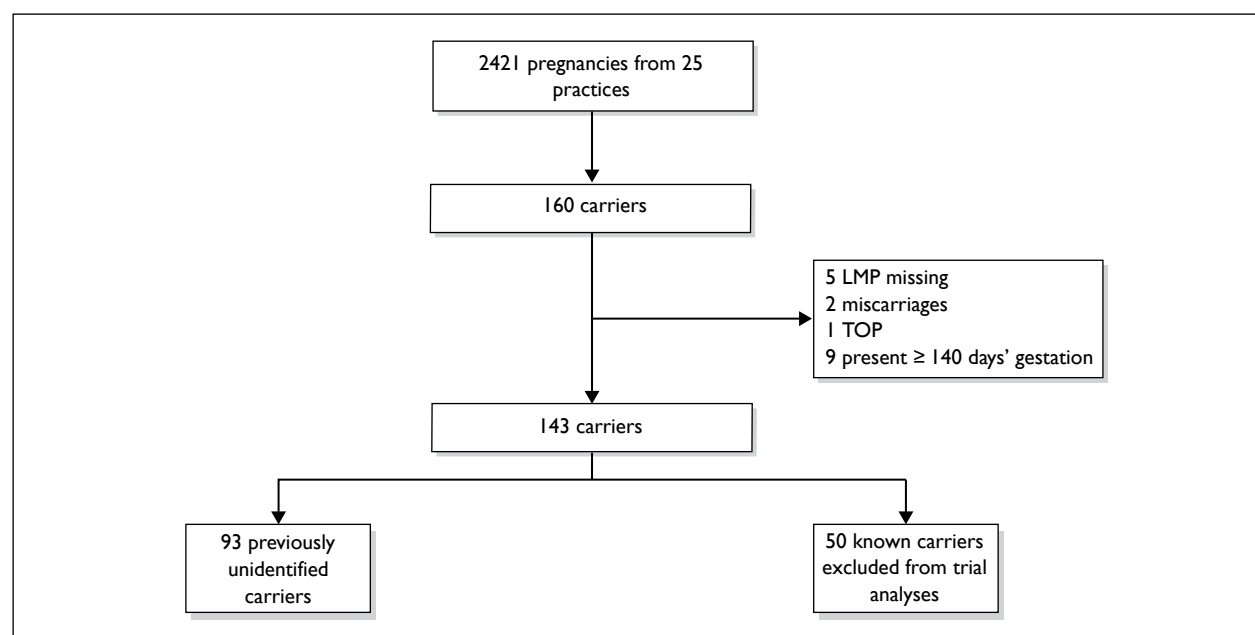 2421 pregnancies from 25
practices
160 carriers
5 LMP missing
2 miscarriages
1 TOP
9 present ≥ 140 days’ gestation
143 carriers
93 previously
unidentified
carriers
50 known carriers
excluded from trial
analyses